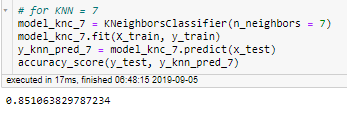 # for KNN = 7
model_knc_7 = KNeighborsClassifier(n_neighbors = 7)
model_knc_7.fit(X_train, y_train)
y_knn_pred_7 = model_knc_7.predict(x_test)
accuracy_score(y_test, y_knn_pred_7)
executed in 17ms, finished 06:48:15 2019-09-05
0.851063829787234